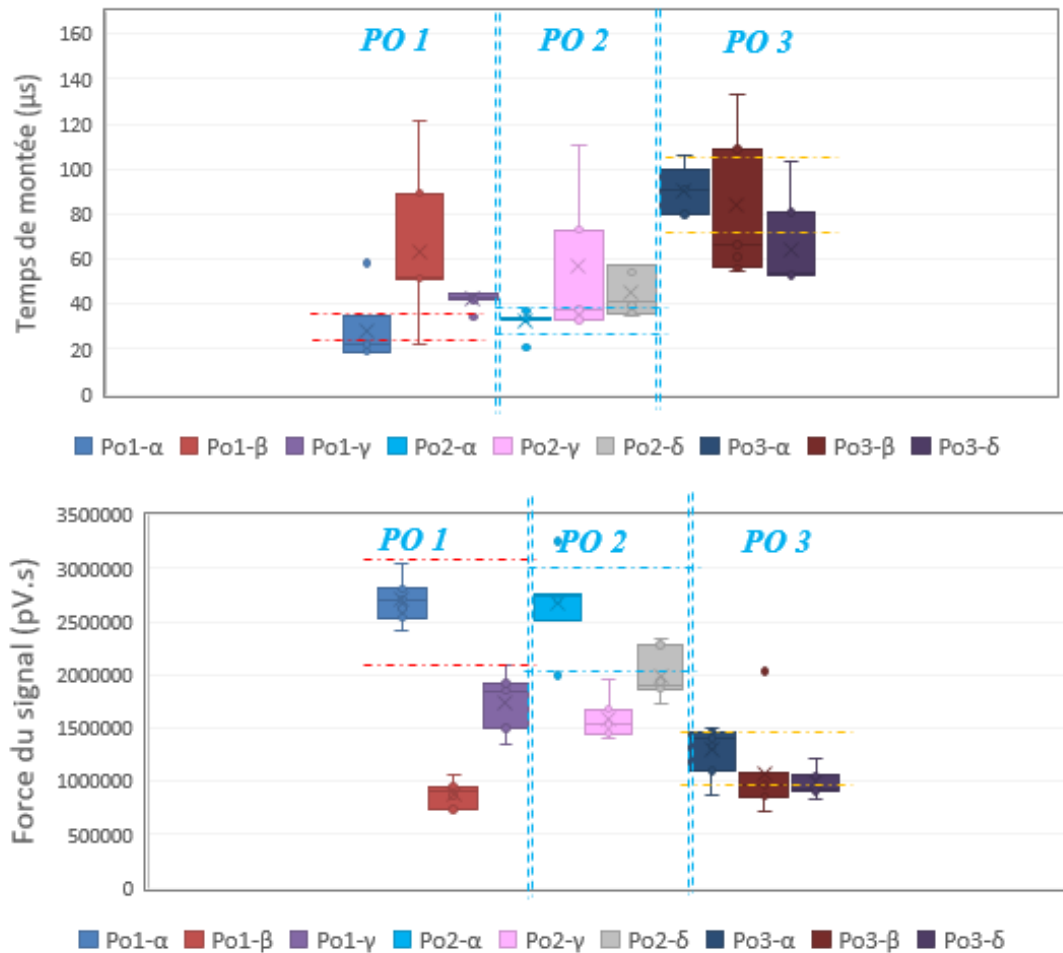 PO 1 PO 2 PO 3
Temps de montée (µs)
160
140
120
100
80
60
40
20
0
Po1-α Po1-β Po1-γ Po2-α Po2-γ Po2-δ Po3-α Po3-β Po3-δ
PO 1 PO 2 PO 3
Force du signal (pV.s)
3500000
3000000
2500000
2000000
1500000
1000000
500000
0
Po1-α Po1-β Po1-γ Po2-α Po2-γ Po2-δ Po3-α Po3-β Po3-δ